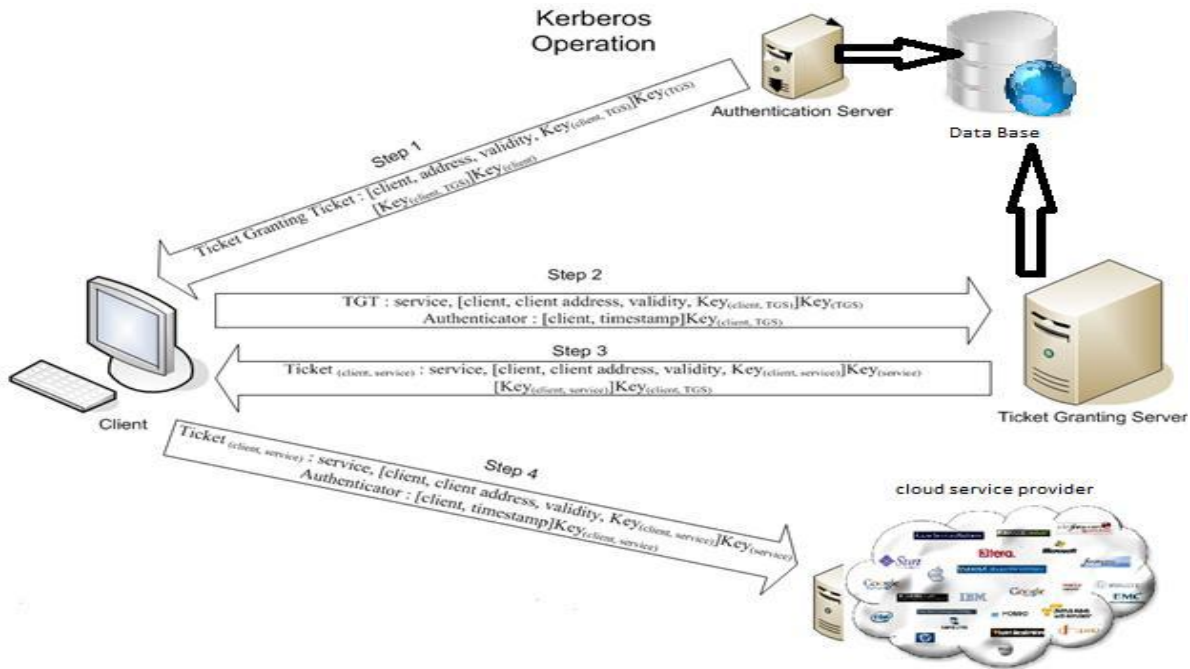 Kerberos
Operation
Authentication Server
Data Base
Step 1
Ticket Granting Ticket : [client, address, validity, Key(client, TGS)]Key(TGS)
[Key(client, TGS)]Key(client)
Step 2
TGT : service, [client, client address, validity, Key(client, TGS)]Key(TGS)
Authenticator : [client, timestamp]Key(client, TGS)
Step 3
Ticket (client, service) : service, [client, client address, validity, Key(client, service)]Key(service)
[Key(client, service)]Key(client, TGS)
Client
Ticket Granting Server
Step 4
Ticket (client, service) : service, [client, client address, validity, Key(client, service)]Key(service)
Authenticator : [client, timestamp]Key(client, service)
cloud service provider
Sun
Microsoft
Google
IBM
Google
EMC
intel
hp